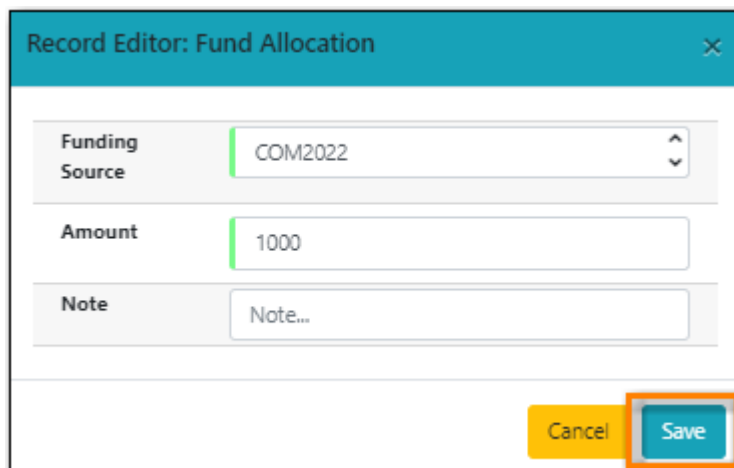 Record Editor: Fund Allocation ×
Funding
Source
COM2022
Amount
1000
Note
Note...
Cancel
Save